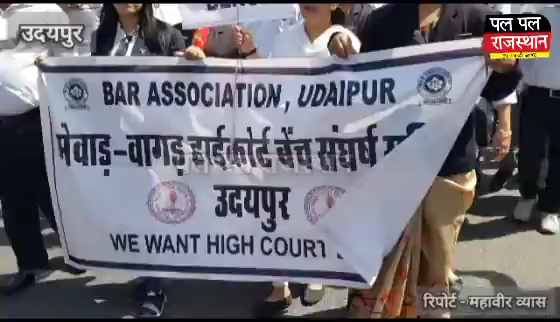 उदयपुर
पल पल
राजस्थान
BAR ASSOCIATION, UDAIPUR
मेवाड़-वागड़ हाईकोर्ट बेंच संघर्ष
उदयपुर
WE WANT HIGH COURT
रिपोर्ट - महावीर व्यास